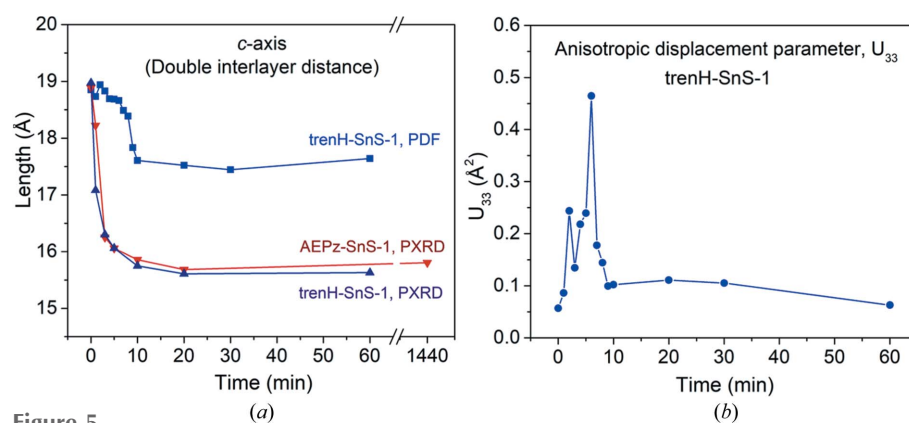 20
19
18
17
16
15
Length (Å)
c-axis
(Double interlayer distance)
trenH-SnS-1, PDF
AEPz-SnS-1, PXRD
trenH-SnS-1, PXRD
0 10 20 30 40 50 60 1440
Time (min)
(a)
0.6
0.5
0.4
0.3
0.2
0.1
0.0
U33 (Å²)
Anisotropic displacement parameter, U33
trenH-SnS-1
0 10 20 30 40 50 60
Time (min)
(b)
Figure 5